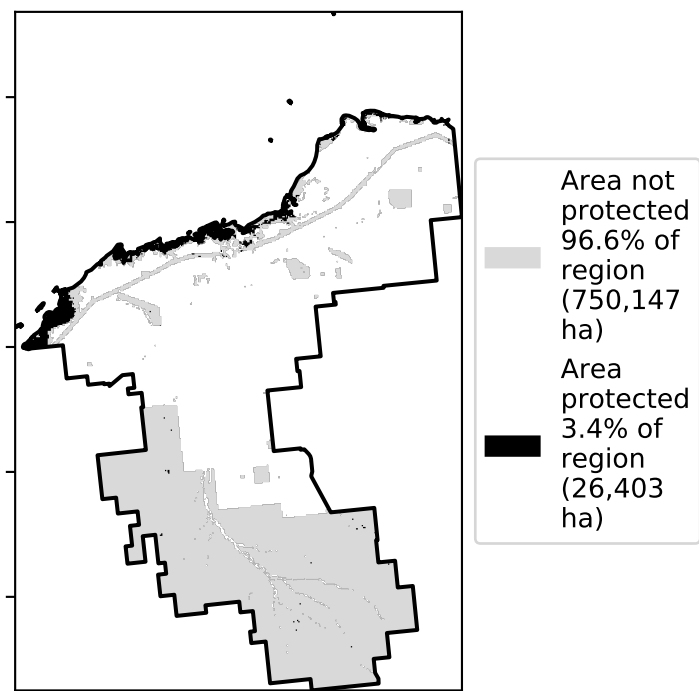 Area not
protected
96.6% of
region
(750,147
ha)
Area
protected
3.4% of
region
(26,403
ha)